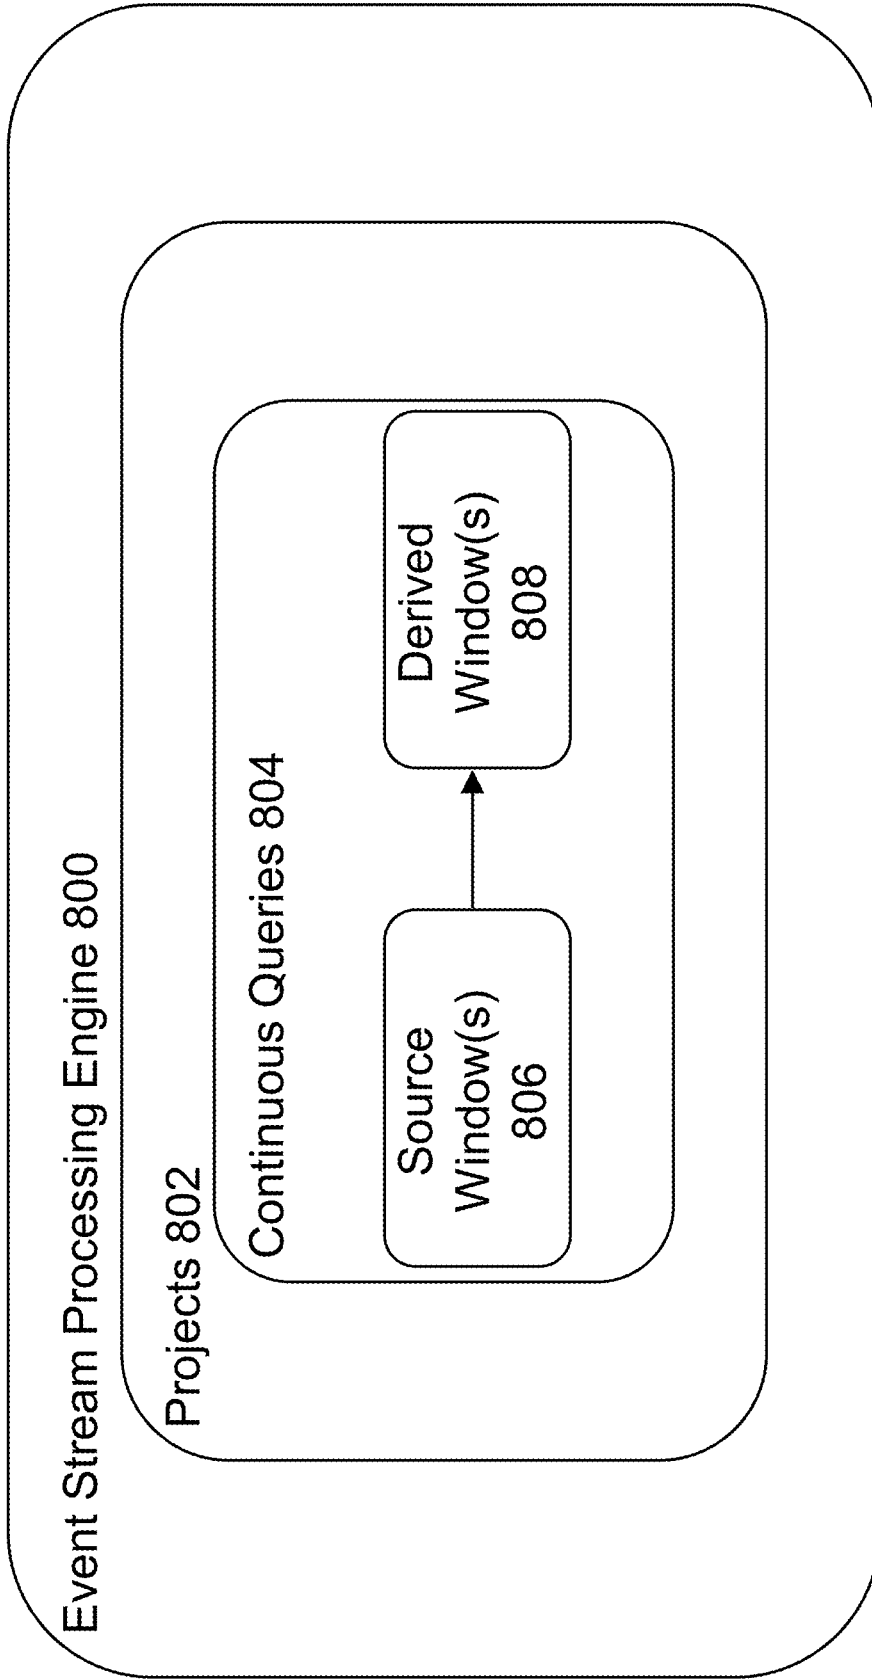 Event Stream Processing Engine 800
Projects 802
Continuous Queries 804
Source
Window(s)
806
Derived
Window(s)
808